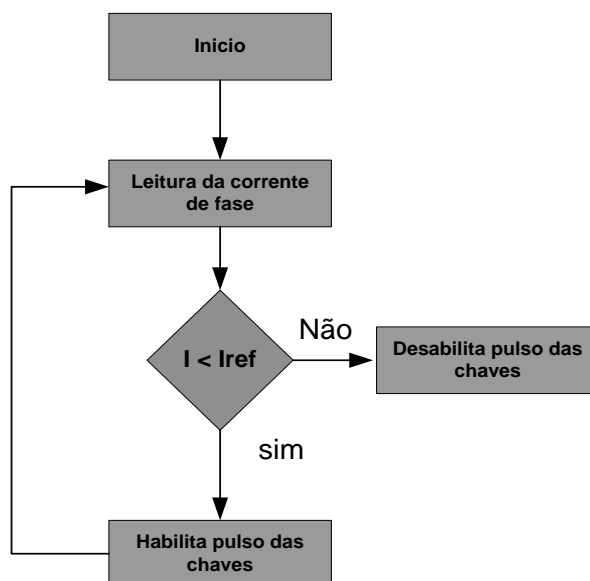 Inicio
Leitura da corrente
de fase
I < Iref
Não
Desabilita pulso das
chaves
sim
Habilita pulso das
chaves